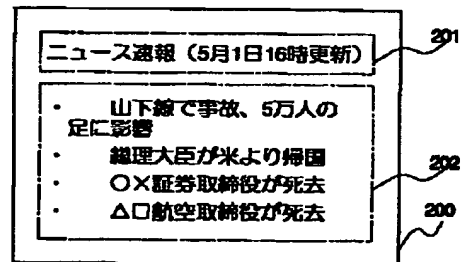 ニュース速報（5月1日16時更新）
201
・ 山下線で事故、5万人の
足に影響
・ 総理大臣が米より帰国
・ 〇×証券取締役が死去
・ △□航空取締役が死去
202
200